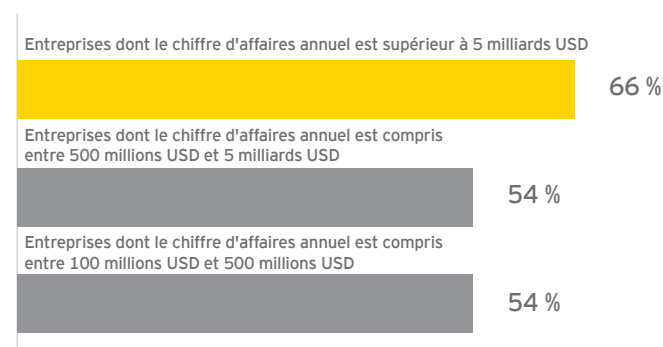 Entreprises dont le chiffre d'affaires annuel est supérieur à 5 milliards USD
66 %
Entreprises dont le chiffre d'affaires annuel est compris
entre 500 millions USD et 5 milliards USD
54 %
Entreprises dont le chiffre d'affaires annuel est compris
entre 100 millions USD et 500 millions USD
54 %